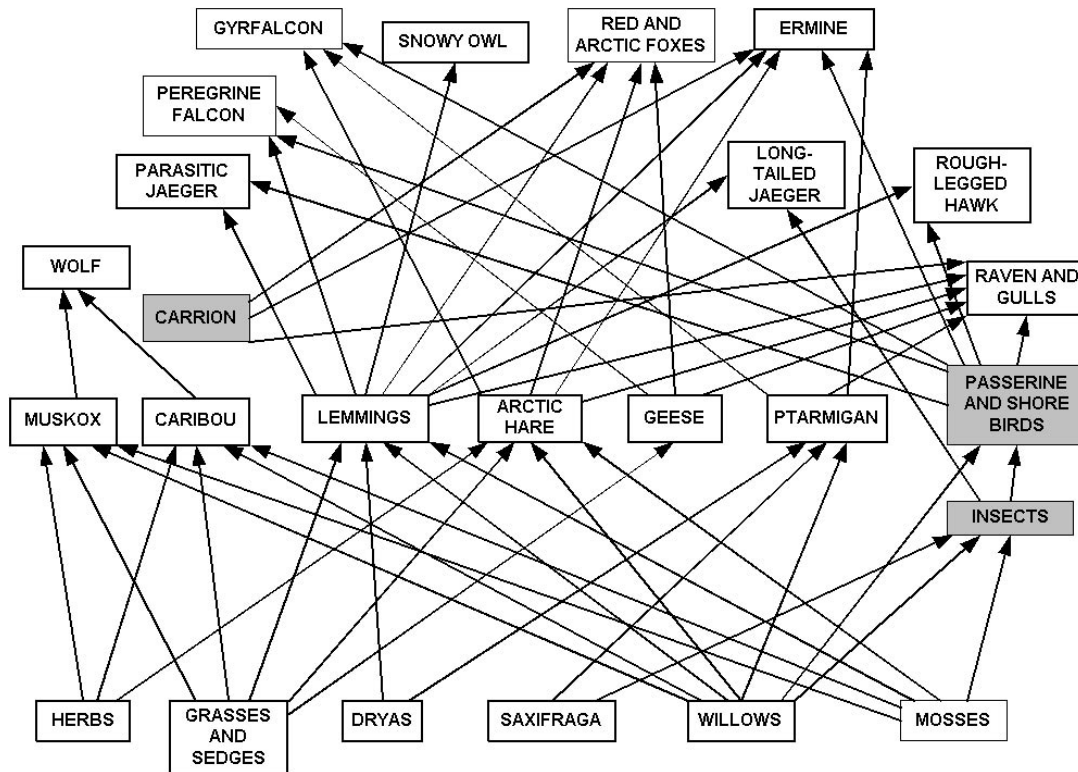 GYRFALCON
SNOWY OWL
RED AND
ARCTIC FOXES
ERMINE
PEREGRINE
FALCON
PARASITIC
JAEGER
LONG-
TAILED
JAEGER
ROUGH-
LEGGED
HAWK
WOLF
CARRION
RAVEN AND
GULLS
MUSKOX
CARIBOU
LEMMINGS
ARCTIC
HARE
GEESE
PTARMIGAN
PASSERINE
AND SHORE
BIRDS
INSECTS
HERBS
GRASSES
AND
SEDGES
DRYAS
SAXIFRAGA
WILLOWS
MOSSES